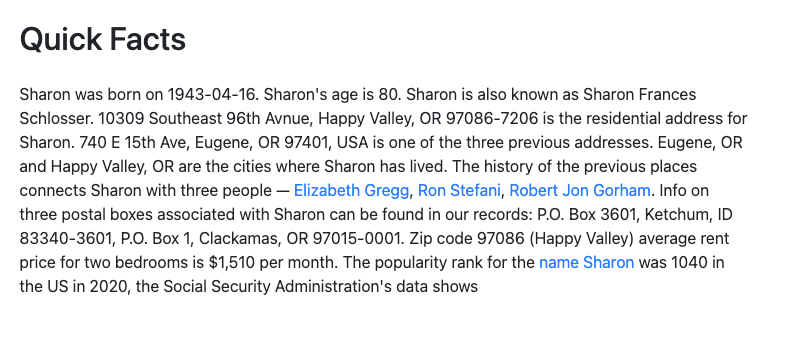 Quick Facts
Sharon was born on 1943-04-16. Sharon's age is 80. Sharon is also known as Sharon Frances
Schlosser. 10309 Southeast 96th Avnue, Happy Valley, OR 97086-7206 is the residential address for
Sharon. 740 E 15th Ave, Eugene, OR 97401, USA is one of the three previous addresses. Eugene, OR
and Happy Valley, OR are the cities where Sharon has lived. The history of the previous places
connects Sharon with three people — Elizabeth Gregg, Ron Stefani, Robert Jon Gorham. Info on
three postal boxes associated with Sharon can be found in our records: P.O. Box 3601, Ketchum, ID
83340-3601, P.O. Box 1, Clackamas, OR 97015-0001. Zip code 97086 (Happy Valley) average rent
price for two bedrooms is $1,510 per month. The popularity rank for the name Sharon was 1040 in
the US in 2020, the Social Security Administration's data shows